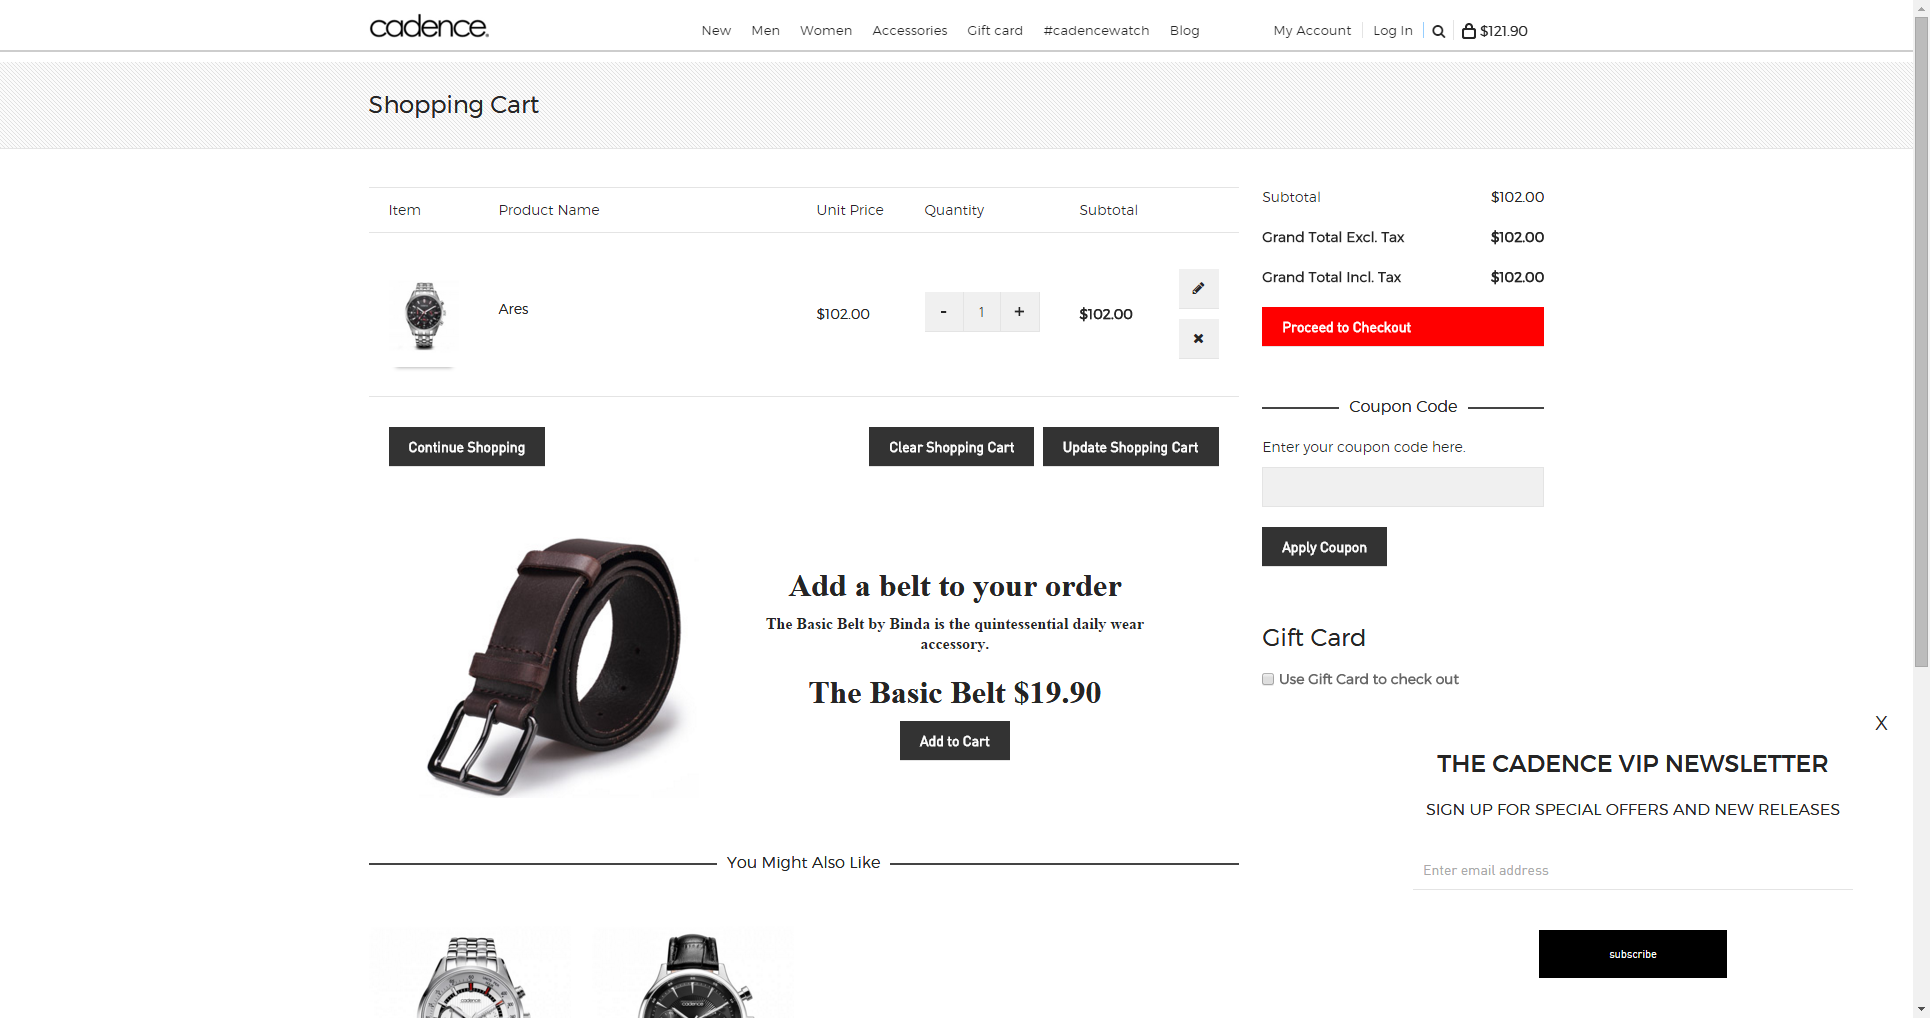 cadence.
New Men Women Accessories Gift card #cadencewatch Blog My Account Log In $121.90
Shopping Cart
Item Product Name Unit Price Quantity Subtotal
Ares $102.00 - 1 + $102.00
Continue Shopping Clear Shopping Cart Update Shopping Cart
Subtotal $102.00
Grand Total Excl. Tax $102.00
Grand Total Incl. Tax $102.00
Proceed to Checkout
Coupon Code
Enter your coupon code here.
Apply Coupon
Gift Card
Use Gift Card to check out
Add a belt to your order
The Basic Belt by Binda is the quintessential daily wear
accessory.
The Basic Belt $19.90
Add to Cart
You Might Also Like
cadence
cadence
X
THE CADENCE VIP NEWSLETTER
SIGN UP FOR SPECIAL OFFERS AND NEW RELEASES
Enter email address
subscribe